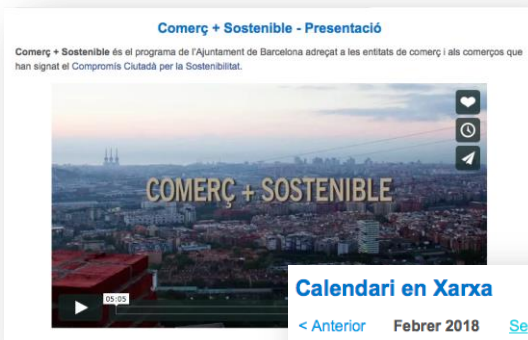 Comerç + Sostenible - Presentació
Comerç + Sostenible és el programa de l'Ajuntament de Barcelona adreçat a les entitats de comerç i als comerços que
han signat el Compromís Ciutadà per la Sostenibilitat.
COMERÇ + SOSTENIBLE
05:05
Calendari en Xarxa
< Anterior Febrer 2018